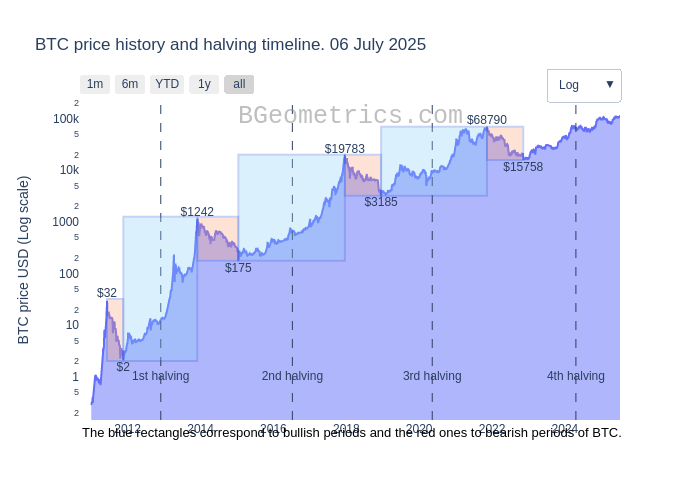 BTC price history and halving timeline. 06 July 2025
1m 6m YTD 1y all
Log ▼
BGeometrics.com
BTC price USD (Log scale)
2
100k
5
2
10k
5
2
1000
5
2
100
5
2
10
5
2
1
5
2
$32
$2
$1242
$175
$19783
$3185
$68790
$15758
1st halving
2nd halving
3rd halving
4th halving
2012 2014 2016 2018 2020 2022 2024
The blue rectangles correspond to bullish periods and the red ones to bearish periods of BTC.